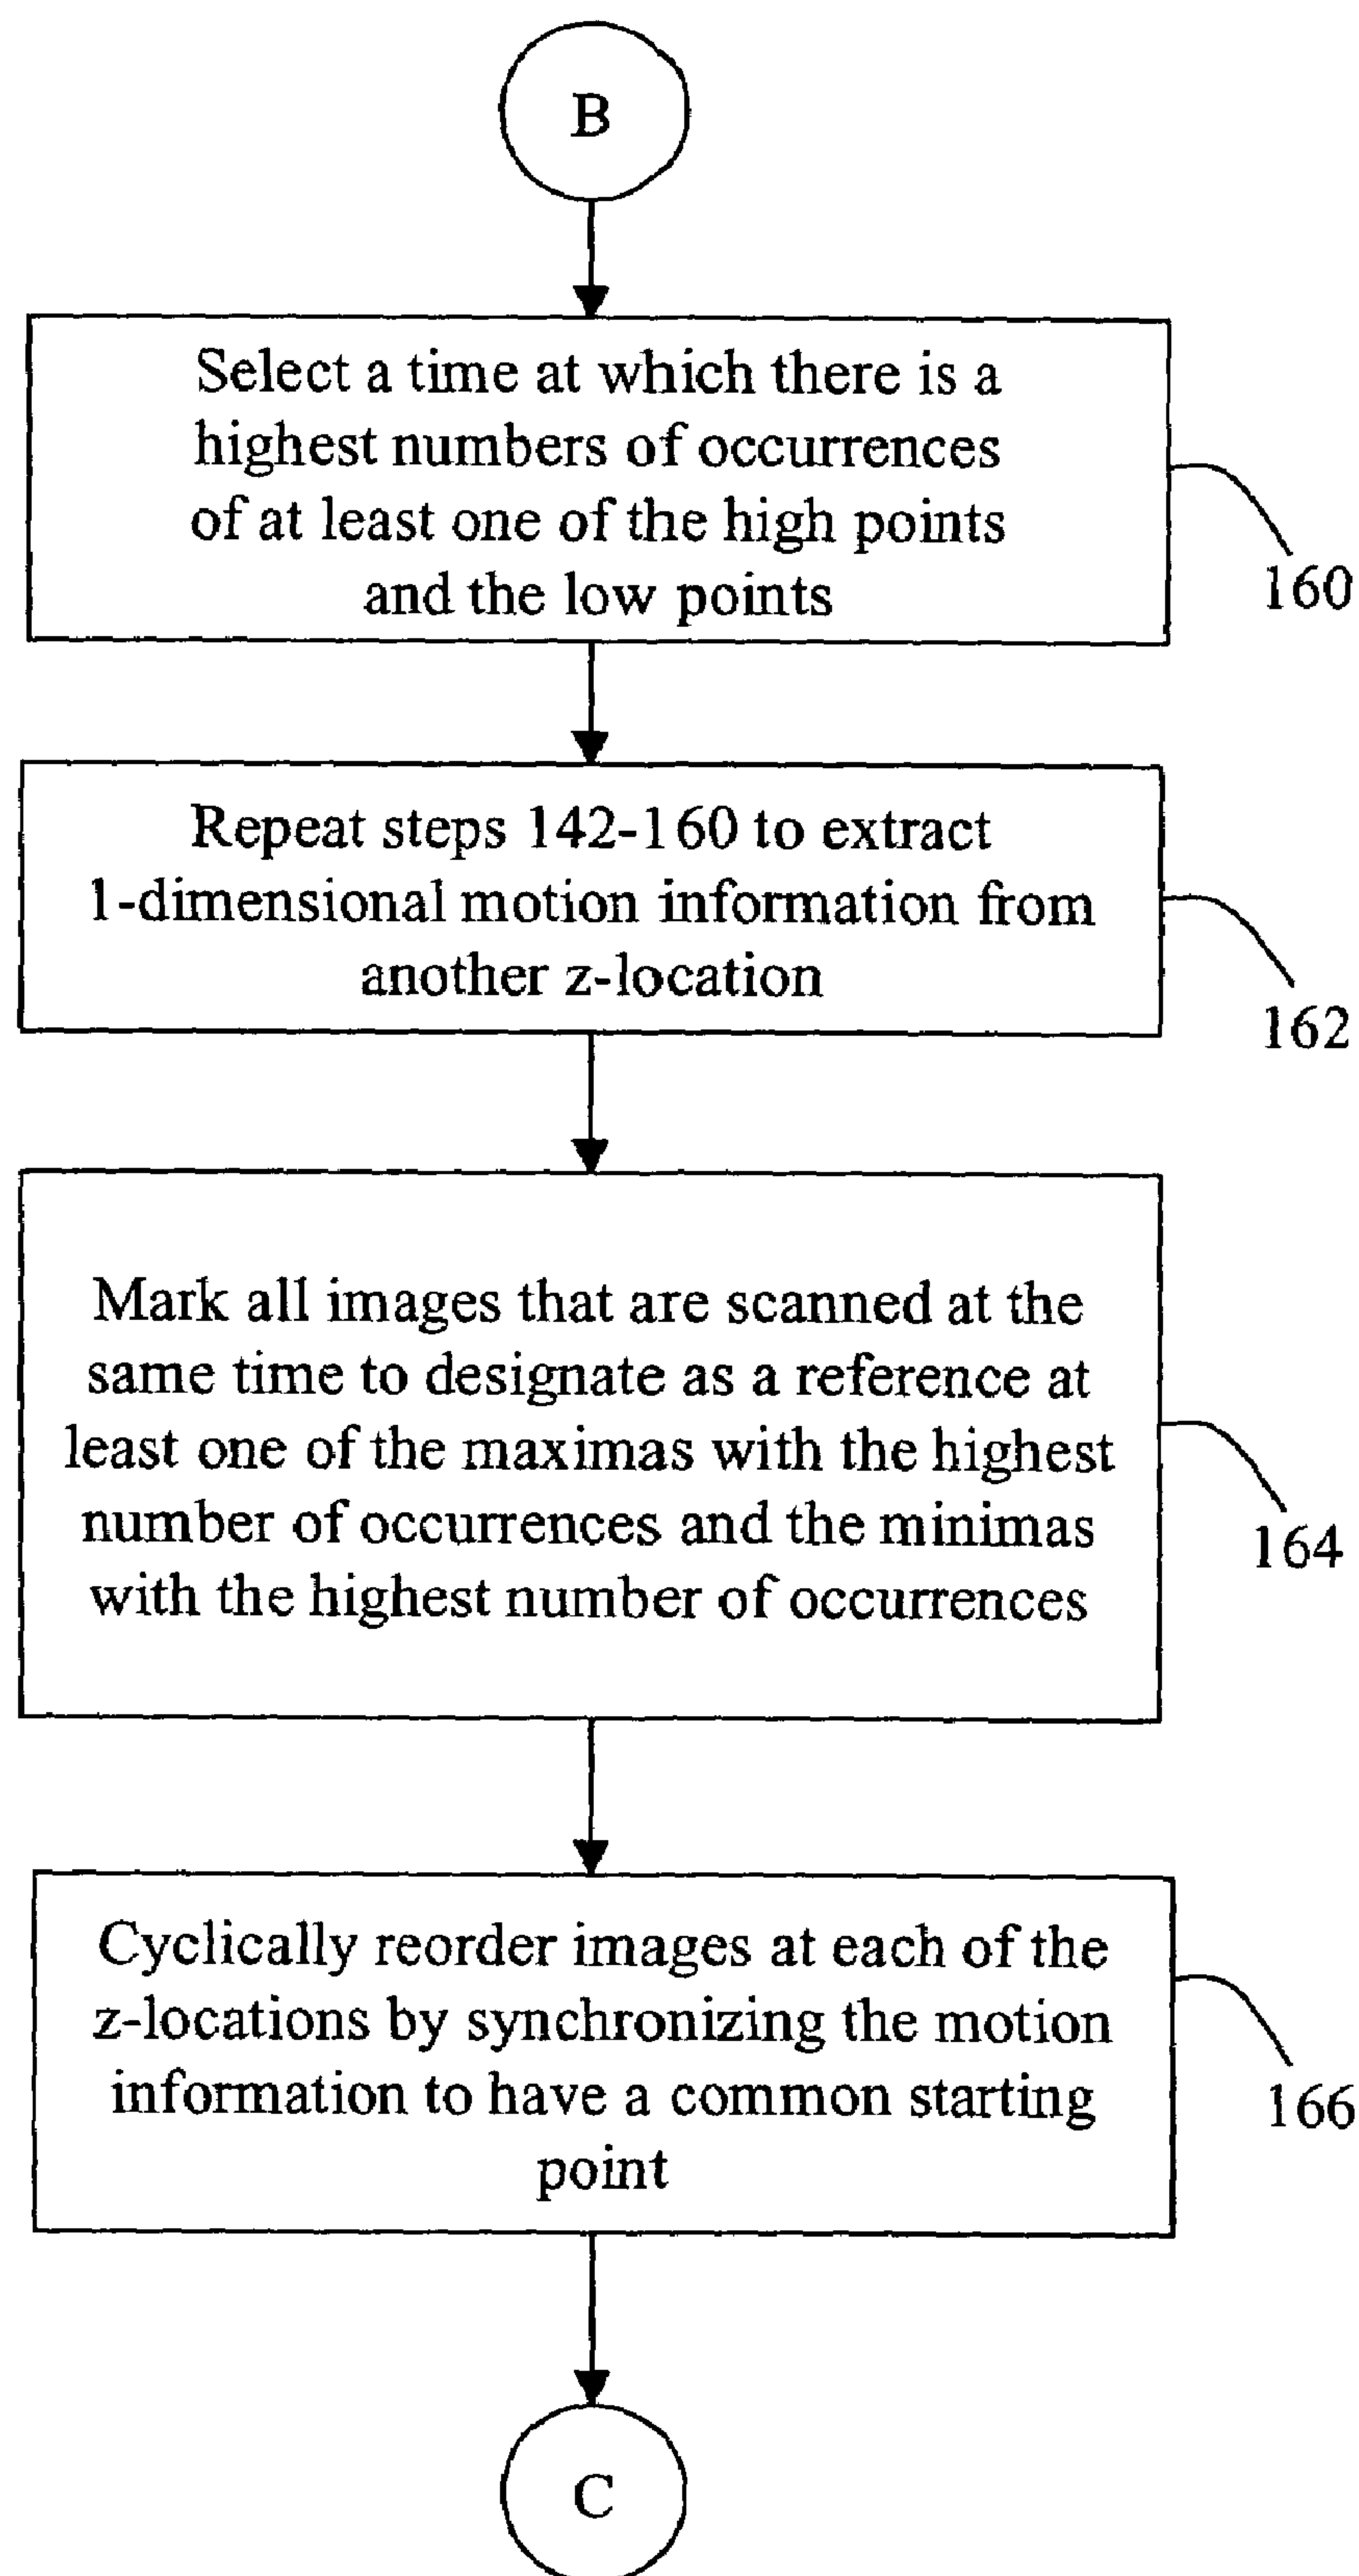 B
Select a time at which there is a
highest numbers of occurrences
of at least one of the high points
and the low points
160
Repeat steps 142-160 to extract
1-dimensional motion information from
another z-location
162
Mark all images that are scanned at the
same time to designate as a reference at
least one of the maximas with the highest
number of occurrences and the minimas
with the highest number of occurrences
164
Cyclically reorder images at each of the
z-locations by synchronizing the motion
information to have a common starting
point
166
C